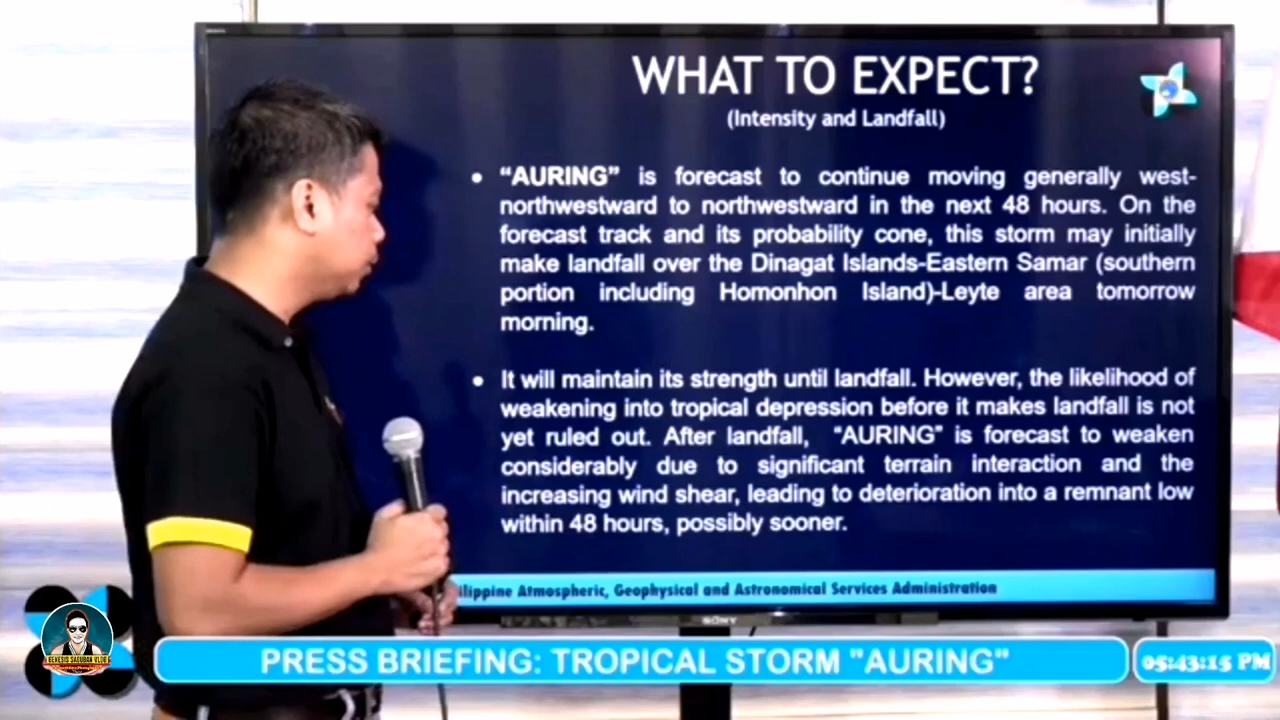 WHAT TO EXPECT?
(Intensity and Landfall)
• “AURING” is forecast to continue moving generally west-
northwestward to northwestward in the next 48 hours. On the
forecast track and its probability cone, this storm may initially
make landfall over the Dinagat Islands-Eastern Samar (southern
portion including Homonhon Island)-Leyte area tomorrow
morning.
• It will maintain its strength until landfall. However, the likelihood of
weakening into tropical depression before it makes landfall is not
yet ruled out. After landfall, “AURING” is forecast to weaken
considerably due to significant terrain interaction and the
increasing wind shear, leading to deterioration into a remnant low
within 48 hours, possibly sooner.
ilippine Atmospheric, Geophysical and Astronomical Services Administration
SONY
PRESS BRIEFING: TROPICAL STORM "AURING"
05:43:15 PM